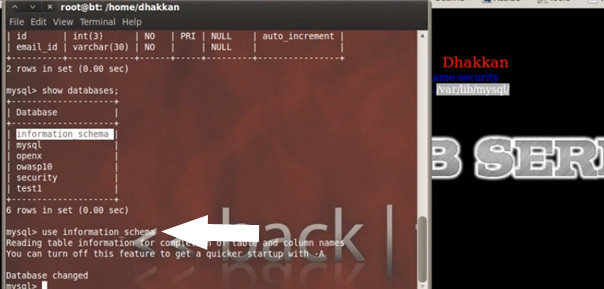 root@bt: /home/dhakkan
File Edit View Terminal Help
| id | int(3) | NO | PRI | NULL | auto_increment |
| email_id | varchar(30) | NO | | NULL | |
+----------+-------------+------+-----+---------+----------------+
2 rows in set (0.00 sec)
mysql> show databases;
+--------------------+
| Database |
+--------------------+
| information_schema |
| mysql |
| openx |
| owasp10 |
| security |
| test1 |
+--------------------+
6 rows in set (0.00 sec)
mysql> use information_schema
Reading table information for completion of table and column names
You can turn off this feature to get a quicker startup with -A
Database changed
mysql>
<< back |
Dhakkan
ame:security
/var/lib/mysql/
B SERI